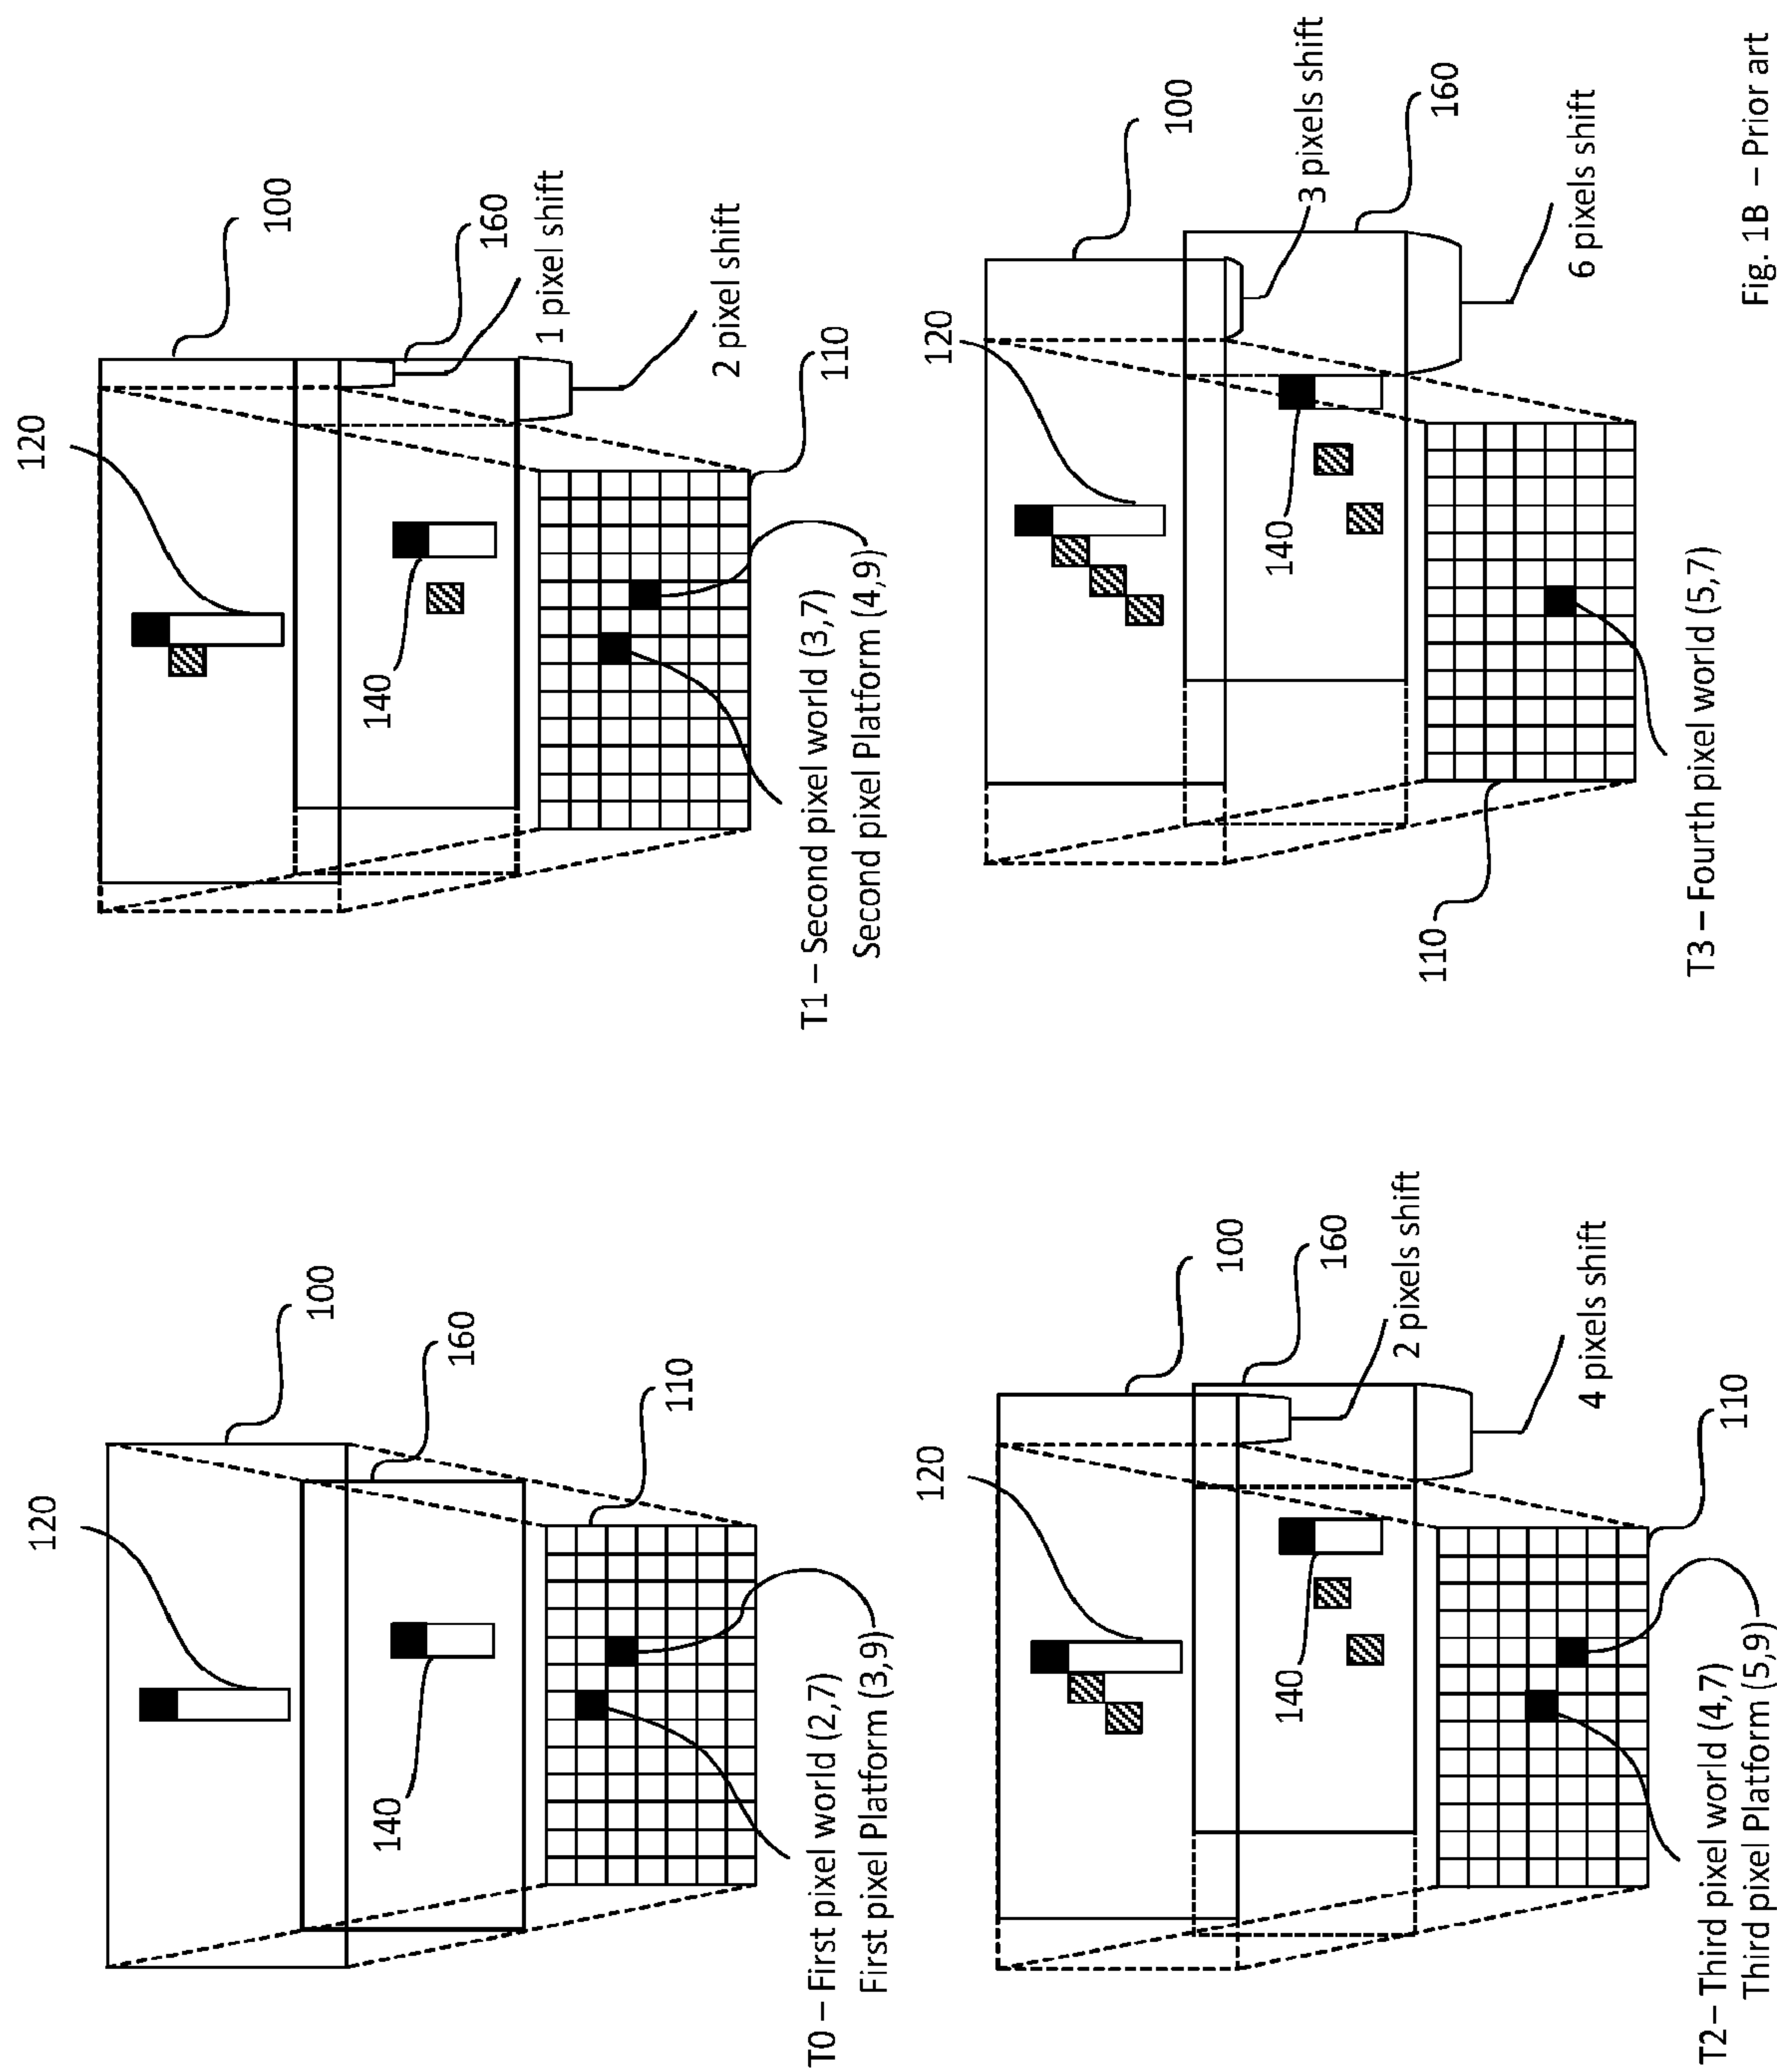 120
100
160
110
140
T0 – First pixel world (2,7)
First pixel Platform (3,9)
120
100
160
1 pixel shift
2 pixel shift
110
140
T1 – Second pixel world (3,7)
Second pixel Platform (4,9)
120
100
160
2 pixels shift
4 pixels shift
110
140
T2– Third pixel world (4,7)
Third pixel Platform (5,9)
120
100
3 pixels shift
160
6 pixels shift
140
110
T3 – Fourth pixel world (5,7)
Fig. 1B – Prior art